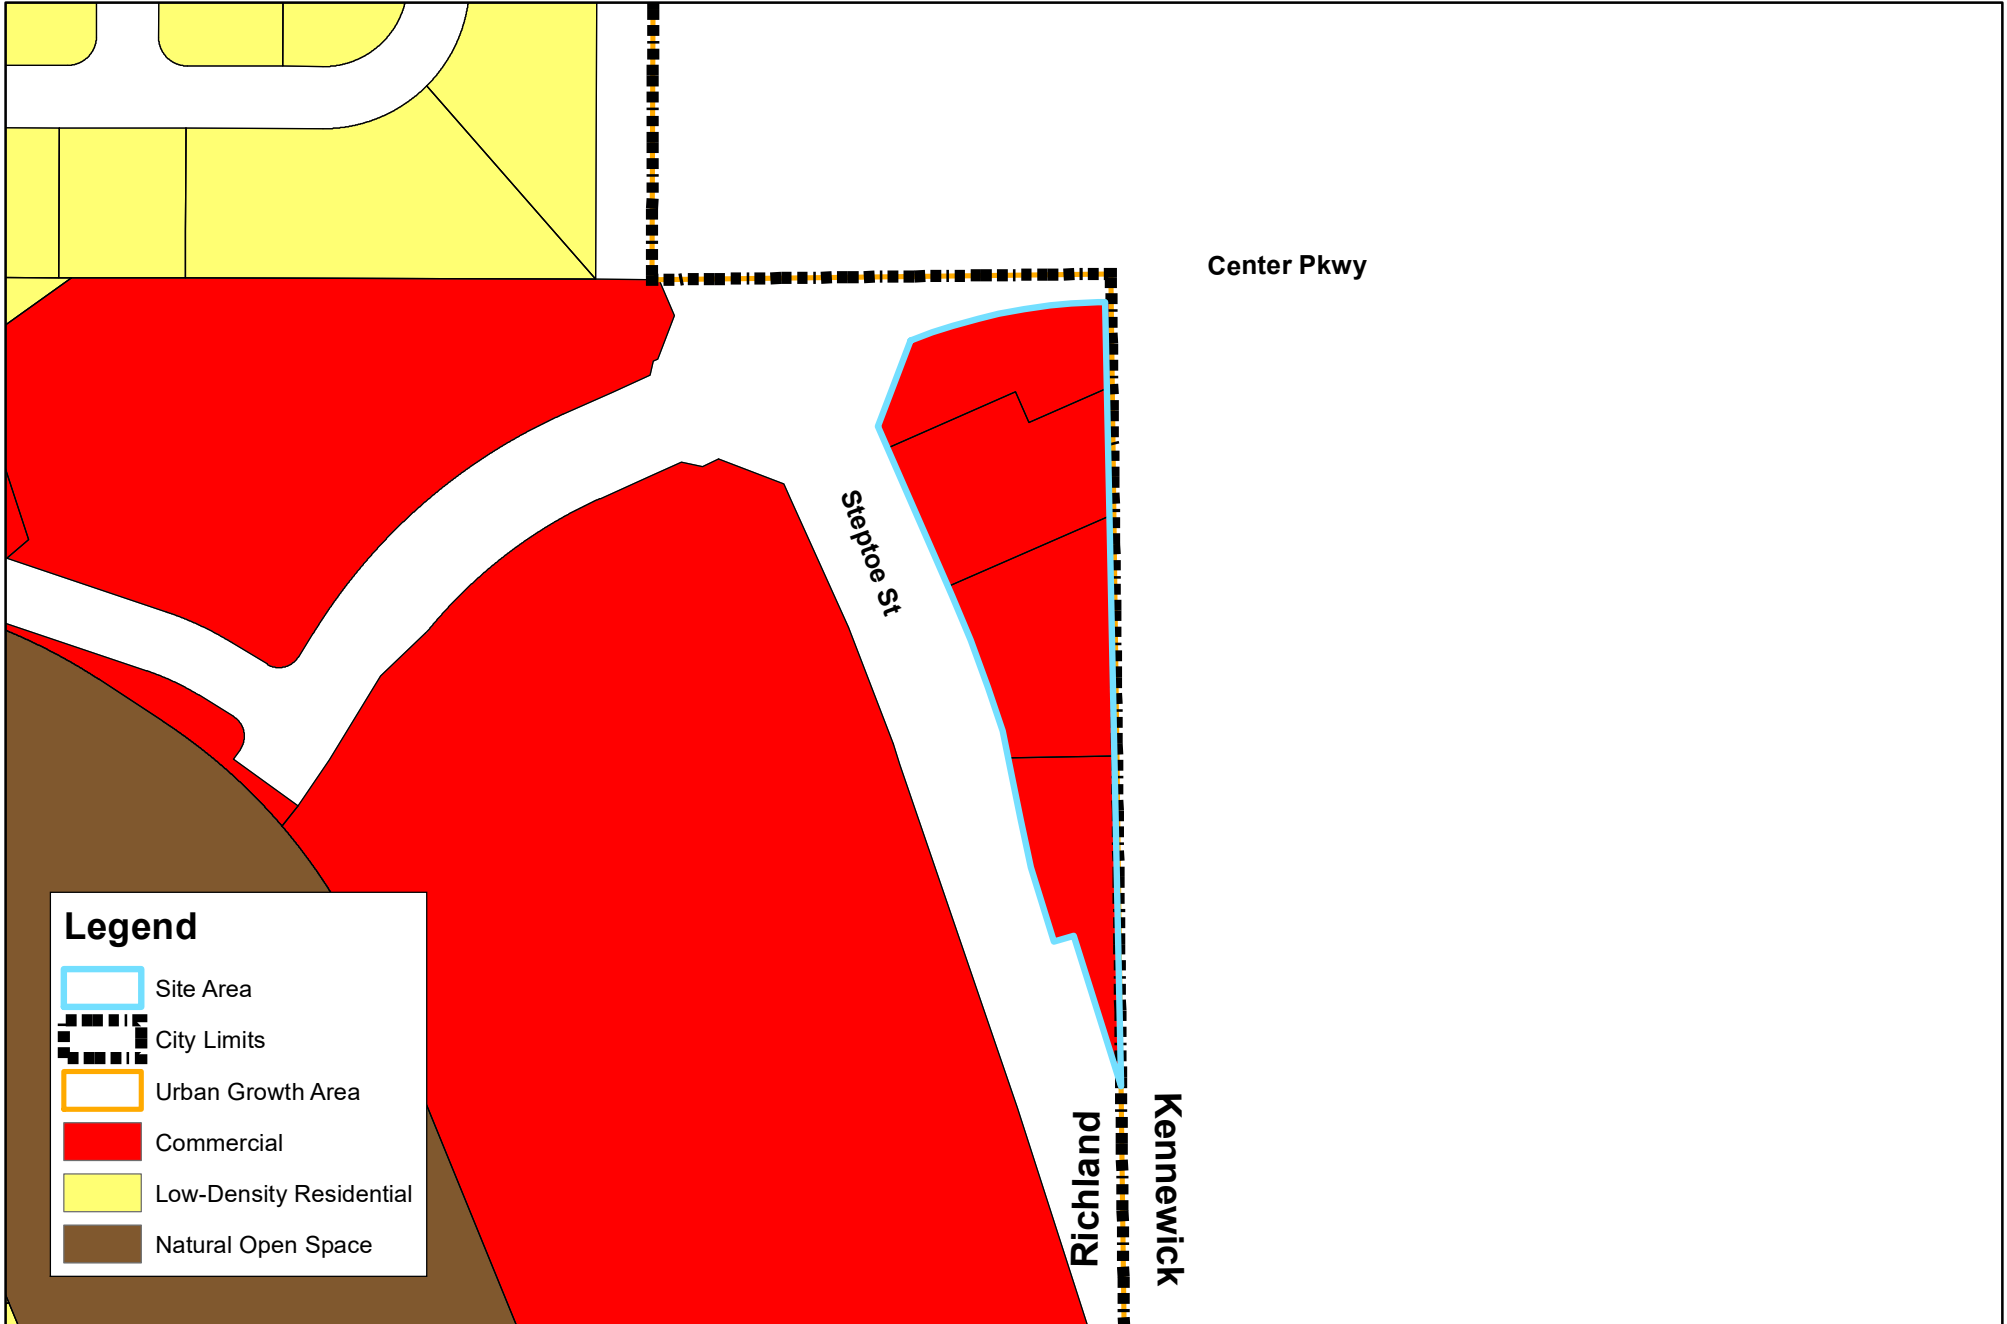 Center Pkwy
Steptoe St
Richland
Kennewick
Legend
Site Area
City Limits
Urban Growth Area
Commercial
Low-Density Residential
Natural Open Space